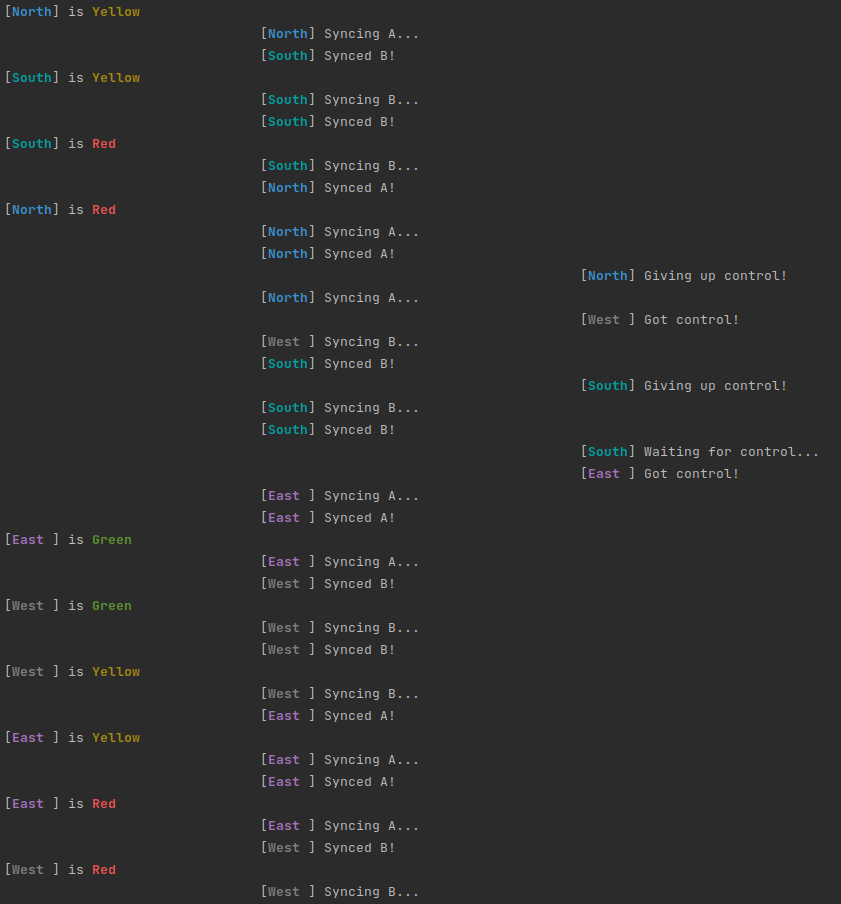 [North] is Yellow
[North] Syncing A...
[South] Synced B!
[South] is Yellow
[South] Syncing B...
[South] Synced B!
[South] is Red
[South] Syncing B...
[North] Synced A!
[North] is Red
[North] Syncing A...
[North] Synced A!
[North] Giving up control!
[North] Syncing A...
[West ] Got control!
[West ] Syncing B...
[South] Synced B!
[South] Giving up control!
[South] Syncing B...
[South] Synced B!
[South] Waiting for control...
[East ] Got control!
[East ] Syncing A...
[East ] Synced A!
[East ] is Green
[East ] Syncing A...
[West ] Synced B!
[West ] is Green
[West ] Syncing B...
[West ] Synced B!
[West ] is Yellow
[West ] Syncing B...
[East ] Synced A!
[East ] is Yellow
[East ] Syncing A...
[East ] Synced A!
[East ] is Red
[East ] Syncing A...
[West ] Synced B!
[West ] is Red
[West ] Syncing B...